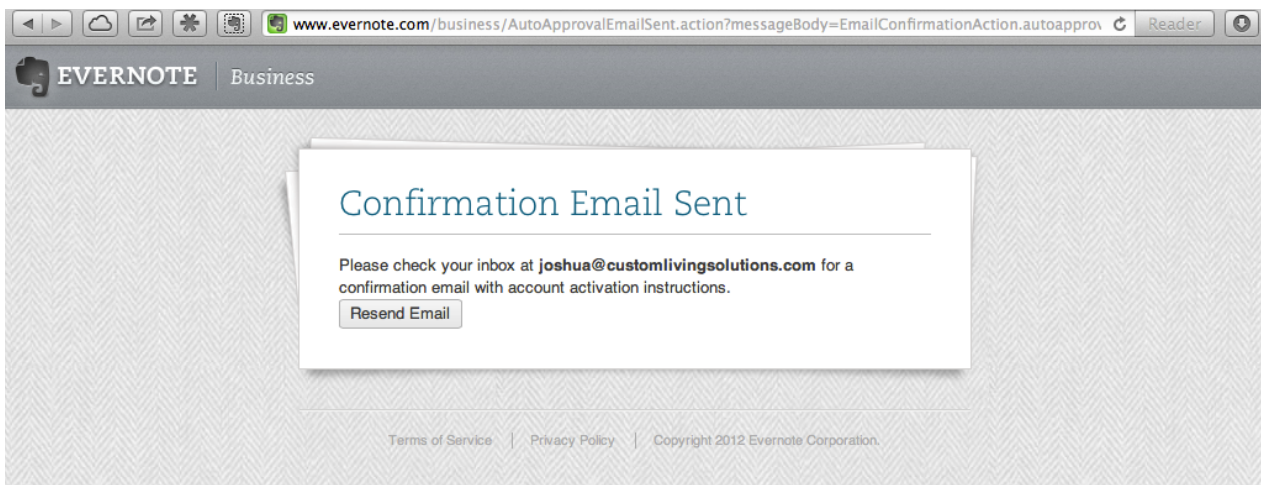 www.evernote.com/business/AutoApprovalEmailSent.action?messageBody=EmailConfirmationAction.autoapprov Reader
EVERNOTE Business
Confirmation Email Sent
Please check your inbox at joshua@customlivingsolutions.com for a
confirmation email with account activation instructions.
Resend Email
Terms of Service | Privacy Policy | Copyright 2012 Evernote Corporation.